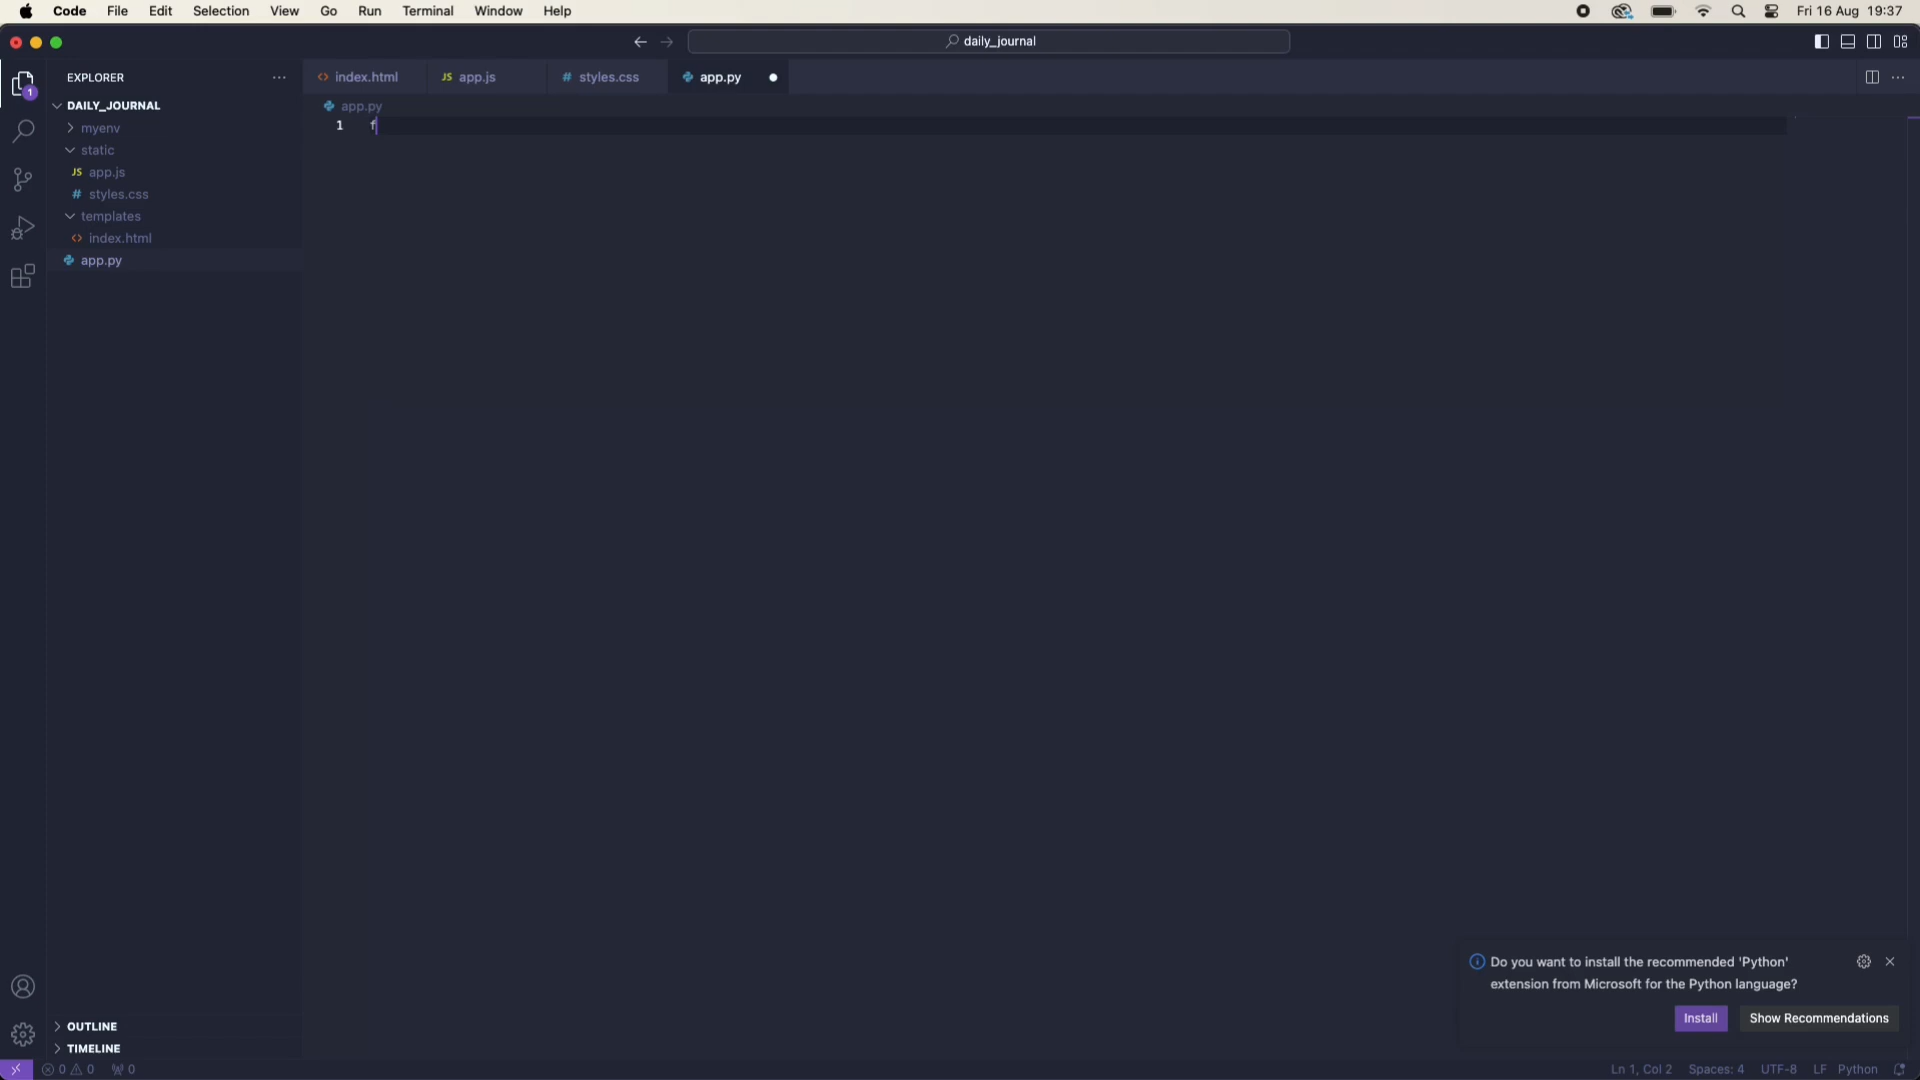 Code File Edit Selection View Go Run Terminal Window Help Fri 16 Aug 19:37
daily_journal
EXPLORER
index.html JS app.js # styles.css app.py
DAILY_JOURNAL
app.py
1 f
myenv
static
JS app.js
# styles.css
templates
index.html
app.py
1
Do you want to install the recommended 'Python'
extension from Microsoft for the Python language?
Install Show Recommendations
OUTLINE
TIMELINE
0 0 0 Ln 1, Col 2 Spaces: 4 UTF-8 LF Python